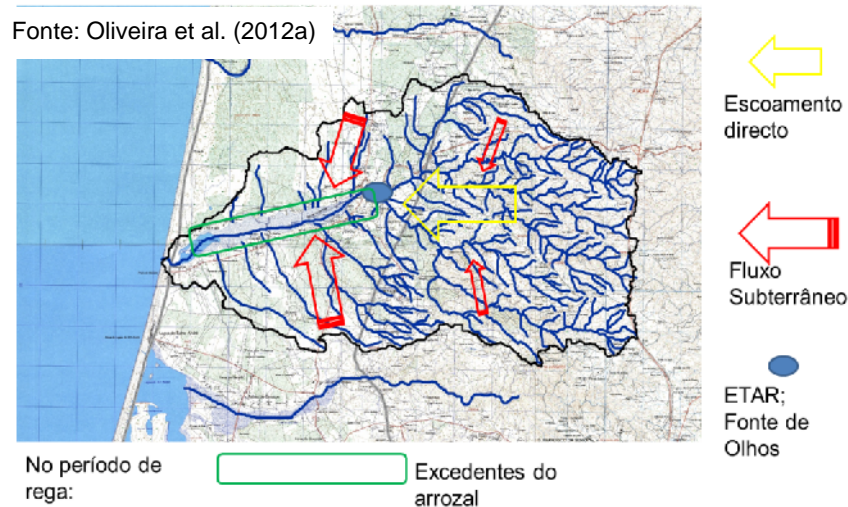 Fonte: Oliveira et al. (2012a)
Escoamento
directo
Fluxo
Subterrâneo
ETAR;
Fonte de
Olhos
No período de
rega:
Excedentes do
arrozal